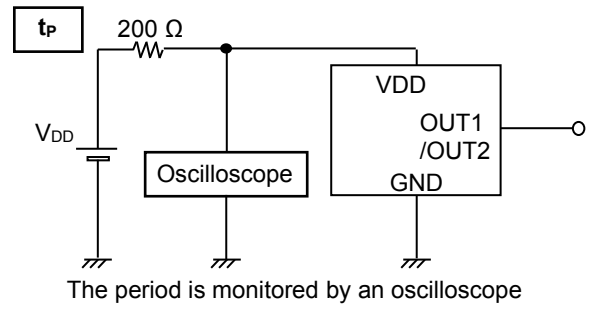 tP
200 Ω
VDD
VDD
OUT1
/OUT2
Oscilloscope
GND
The period is monitored by an oscilloscope